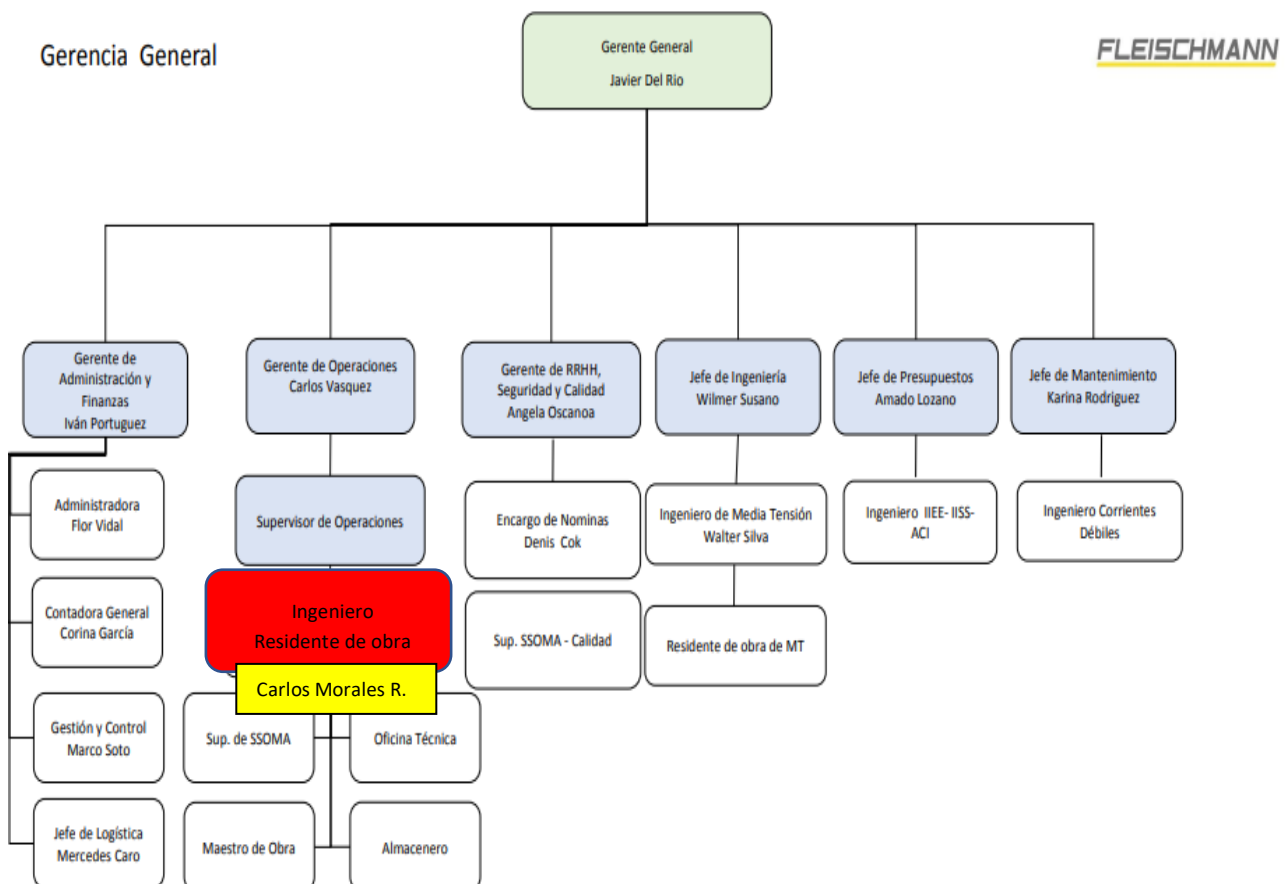 Gerencia General
FLEISCHMANN
Gerente General
Javier Del Rio
Gerente de
Administración y
Finanzas
Iván Portuguez
Gerente de Operaciones
Carlos Vasquez
Gerente de RRHH,
Seguridad y Calidad
Angela Oscanoa
Jefe de Ingeniería
Wilmer Susano
Jefe de Presupuestos
Amado Lozano
Jefe de Mantenimiento
Karina Rodriguez
Administradora
Flor Vidal
Supervisor de Operaciones
Encargo de Nominas
Denis Cok
Ingeniero de Media Tensión
Walter Silva
Ingeniero IIEE- IISS-
ACI
Ingeniero Corrientes
Débiles
Contadora General
Corina García
Ingeniero
Residente de obra
Carlos Morales R.
Sup. SSOMA - Calidad
Residente de obra de MT
Gestión y Control
Marco Soto
Sup. de SSOMA
Oficina Técnica
Jefe de Logística
Mercedes Caro
Maestro de Obra
Almacenero